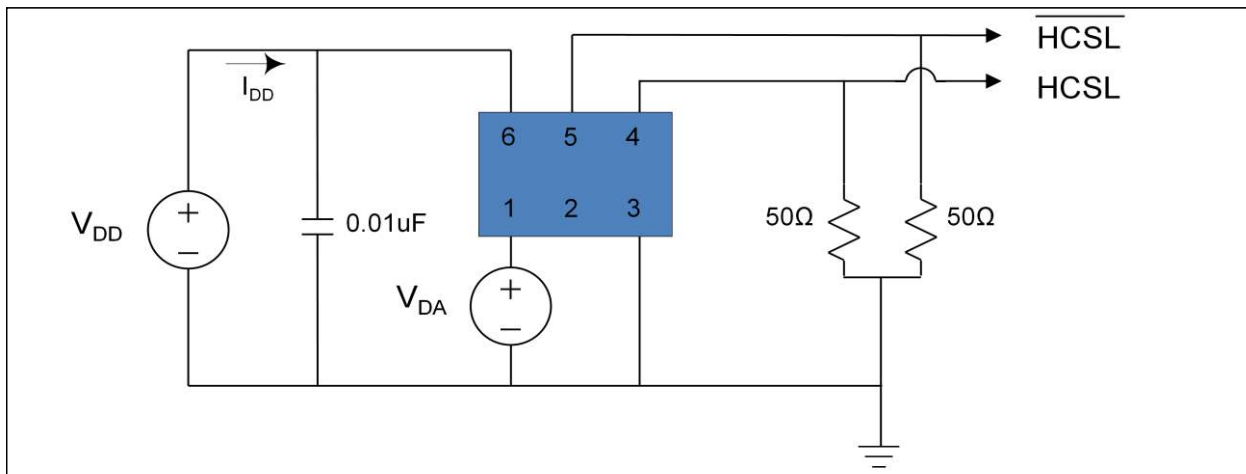 HCSL
I_DD
HCSL
6 5 4
1 2 3
V_DD
+
−
0.01uF
50Ω
50Ω
V_DA
+
−